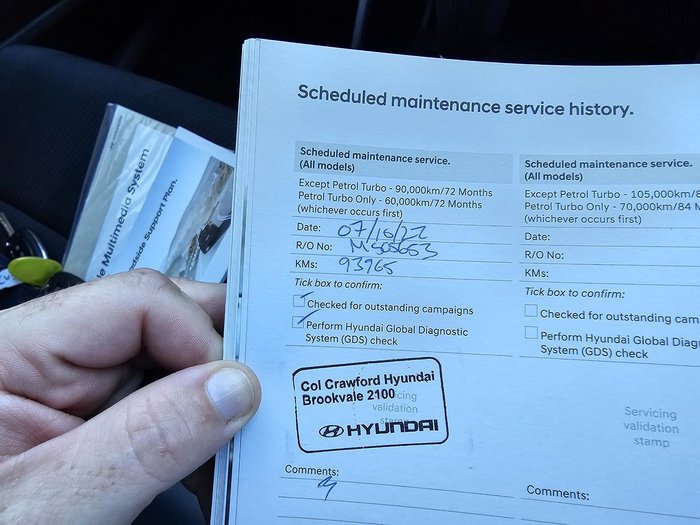 Multimedia System
Support Plan.
Scheduled maintenance service history.
Scheduled maintenance service.
(All models)
Except Petrol Turbo - 90,000km/72 Months
Petrol Turbo Only - 60,000km/72 Months
(whichever occurs first)
Date:
R/O No:
KMs: 93965
Tick box to confirm:
Checked for outstanding campaigns
Perform Hyundai Global Diagnostic
System (GDS) check
Col Crawford Hyundai
Brookvale 2100
HYUNDAI
Comments:
Scheduled maintenance service.
(All models)
Except Petrol Turbo - 105,000km/8
Petrol Turbo Only - 70,000km/84 M
(whichever occurs first)
Date:
R/O No:
KMs:
Tick box to confirm:
Checked for outstanding cam
Perform Hyundai Global Diag
System (GDS) check
Servicing
validation
stamp
Comments: